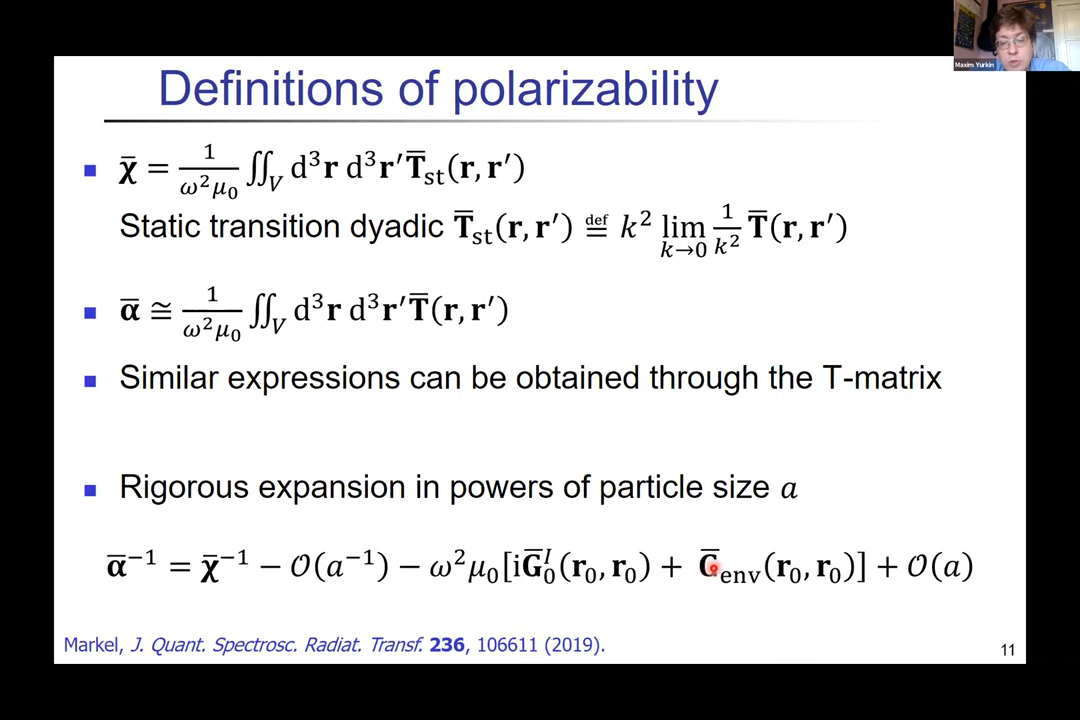 Maxim Yurkin
Definitions of polarizability
▪ χ̄ = 1/(ω²μ₀) ∬_V d³r d³r′ T̄_st(r, r′)
Static transition dyadic T̄_st(r, r′) ≝ k² lim_{k→0} 1/k² T̄(r, r′)
▪ ᾱ ≅ 1/(ω²μ₀) ∬_V d³r d³r′ T̄(r, r′)
▪ Similar expressions can be obtained through the T-matrix
▪ Rigorous expansion in powers of particle size a
ᾱ⁻¹ = χ̄⁻¹ − 𝒪(a⁻¹) − ω²μ₀[iḠ₀ᴵ(r₀, r₀) + Ḡ_env(r₀, r₀)] + 𝒪(a)
Markel, J. Quant. Spectrosc. Radiat. Transf. 236, 106611 (2019).
11